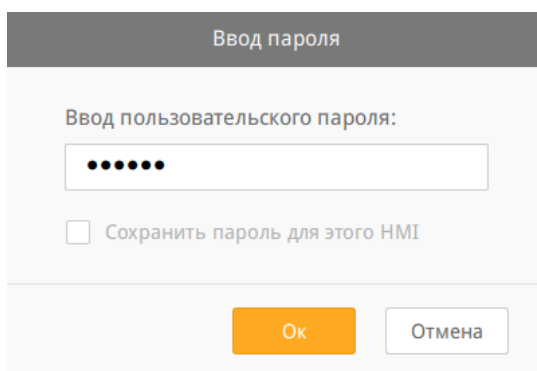 Ввод пароля
Ввод пользовательского пароля:
••••••
Сохранить пароль для этого HMI
Ок
Отмена